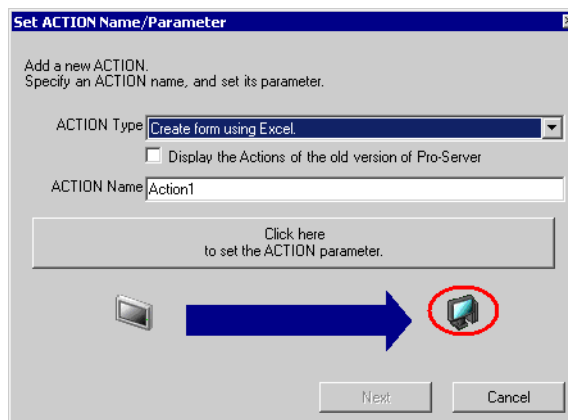 Set ACTION Name/Parameter
Add a new ACTION.
Specify an ACTION name, and set its parameter.
ACTION Type
Create form using Excel.
Display the Actions of the old version of Pro-Server
ACTION Name
Action1
Click here
to set the ACTION parameter.
Next
Cancel